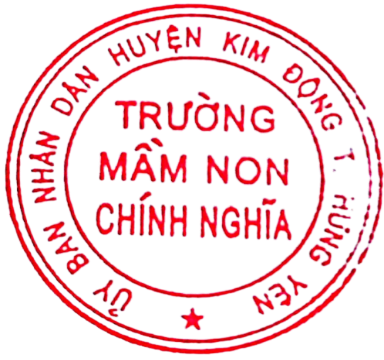 ỦY BAN NHÂN DÂN HUYỆN KIM ĐỘNG T. HƯNG YÊN
TRƯỜNG
MẦM NON
CHÍNH NGHĨA